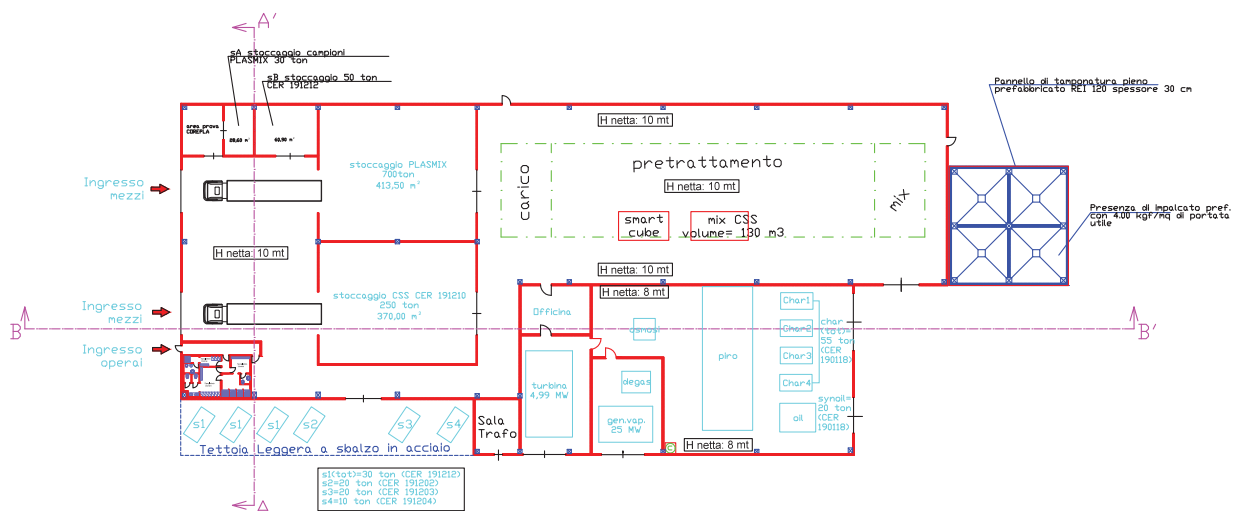 A'
sA stoccaggio campioni
PLASMIX 30 ton
sB stoccaggio 50 ton
CER 191212
area prova
COREPLA
60,90 m²
Ingresso
mezzi
stoccaggio PLASMIX
700ton
413,50 m²
H netta: 10 mt
H netta: 10 mt
pretrattamento
H netta: 10 mt
carico
mix
smart
cube
mix CSS
volume= 130 m3
H netta: 10 mt
Pannello di tamponatura pieno
prefabbricato REI 120 spessore 30 cm
Presenza di impalcato pref.
con 4.00 kgf/mq di portata
utile
stoccaggio CSS CER 191210
250 ton
370,00 m²
Ingresso
mezzi
Ingresso
operai
B
B'
H netta: 8 mt
Officina
piro
Char1
Char2
Char3
Char4
char
(tot)=
55 ton
(CER
190118)
turbina
4,99 MW
degas
gen.vap.
25 MW
oil
synoil=
20 ton
(CER
190118)
H netta: 8 mt
C
Sala
Trafo
s1
s1
s1
s2
s3
s4
Tettoia Leggera a sbalzo in acciaio
s1(tot)=30 ton (CER 191212)
s2=20 ton (CER 191202)
s3=20 ton (CER 191203)
s4=10 ton (CER 191204)
A